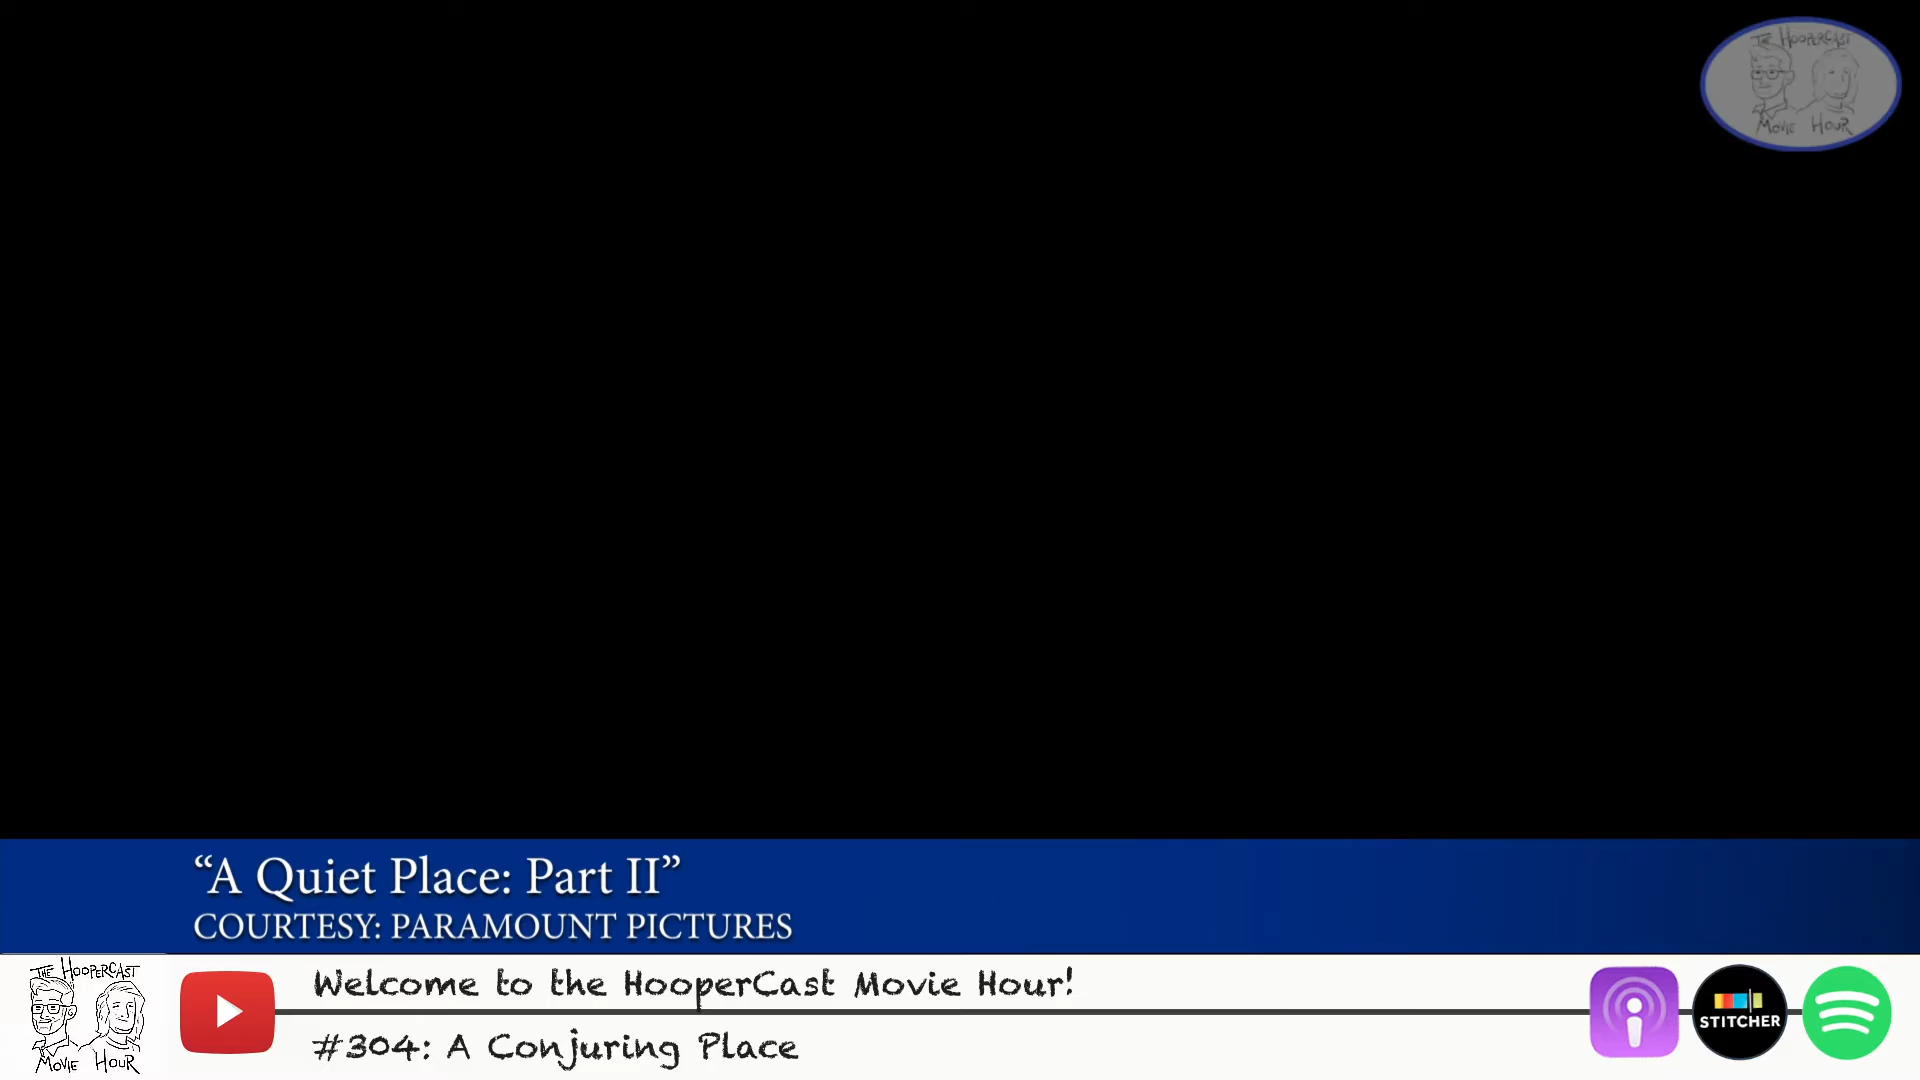 THE HOOPERCAST
MOVIE HOUR
“A Quiet Place: Part II”
COURTESY: PARAMOUNT PICTURES
THE HOOPERCAST
MOVIE HOUR
Welcome to the HooperCast Movie Hour!
#304: A Conjuring Place
STITCHER